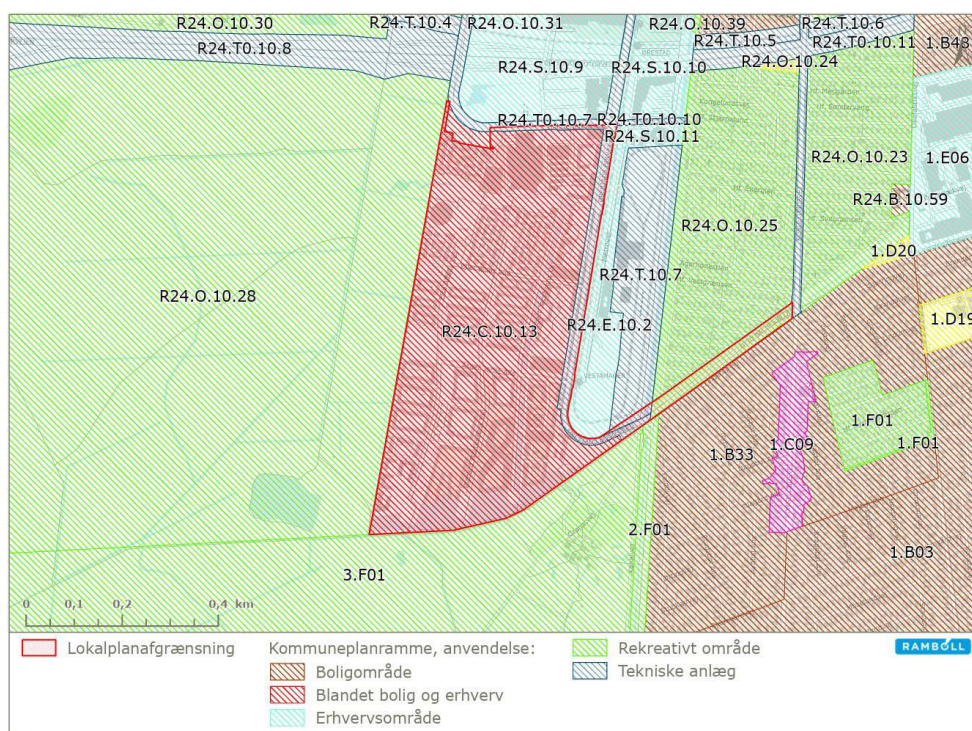 R24.O.10.30
R24.T.10.4
R24.O.10.31
R24.O.10.39
R24.T.10.6
R24.T0.10.8
R24.T.10.5
R24.T0.10.11
1.B48
R24.S.10.9
R24.S.10.10
R24.O.10.24
R24.T0.10.7
R24.T0.10.10
R24.S.10.11
R24.O.10.23
1.E06
R24.B.10.59
R24.O.10.25
1.D20
R24.T.10.7
R24.O.10.28
R24.C.10.13
R24.E.10.2
1.D19
1.F01
1.B33
1.C09
1.F01
2.F01
1.B03
3.F01
0 0,1 0,2 0,4 km
Lokalplanafgrænsning
Kommuneplanramme, anvendelse:
Boligområde
Blandet bolig og erhverv
Erhvervsområde
Rekreativt område
Tekniske anlæg
RAMBOLL